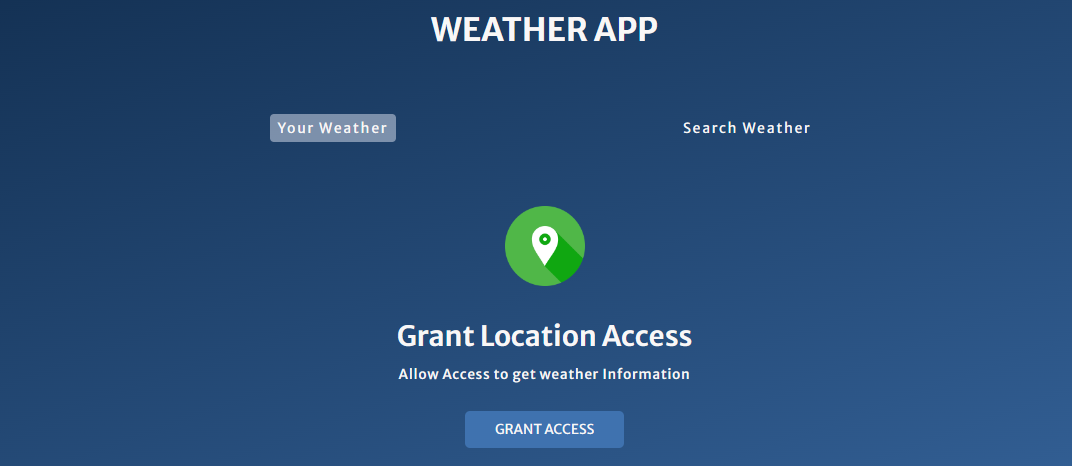 WEATHER APP
Your Weather
Search Weather
Grant Location Access
Allow Access to get weather Information
GRANT ACCESS